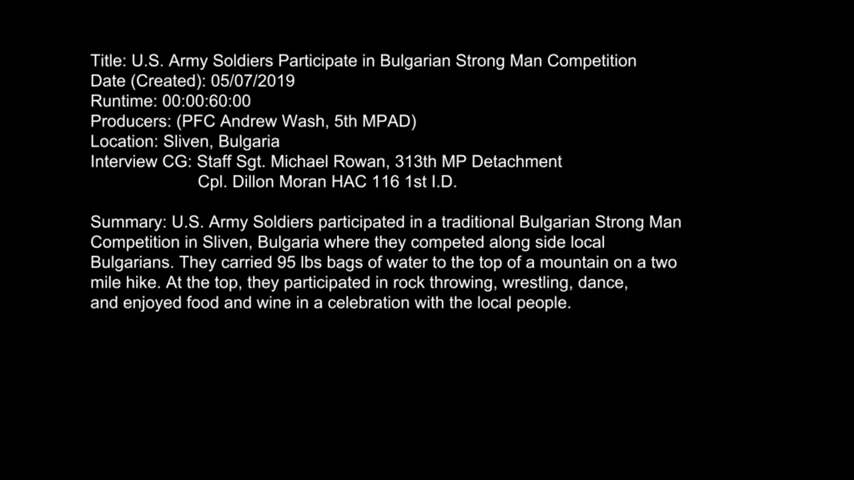 Title: U.S. Army Soldiers Participate in Bulgarian Strong Man Competition
Date (Created): 05/07/2019
Runtime: 00:00:60:00
Producers: (PFC Andrew Wash, 5th MPAD)
Location: Sliven, Bulgaria
Interview CG: Staff Sgt. Michael Rowan, 313th MP Detachment
Cpl. Dillon Moran HAC 116 1st I.D.
Summary: U.S. Army Soldiers participated in a traditional Bulgarian Strong Man
Competition in Sliven, Bulgaria where they competed along side local
Bulgarians. They carried 95 lbs bags of water to the top of a mountain on a two
mile hike. At the top, they participated in rock throwing, wrestling, dance,
and enjoyed food and wine in a celebration with the local people.